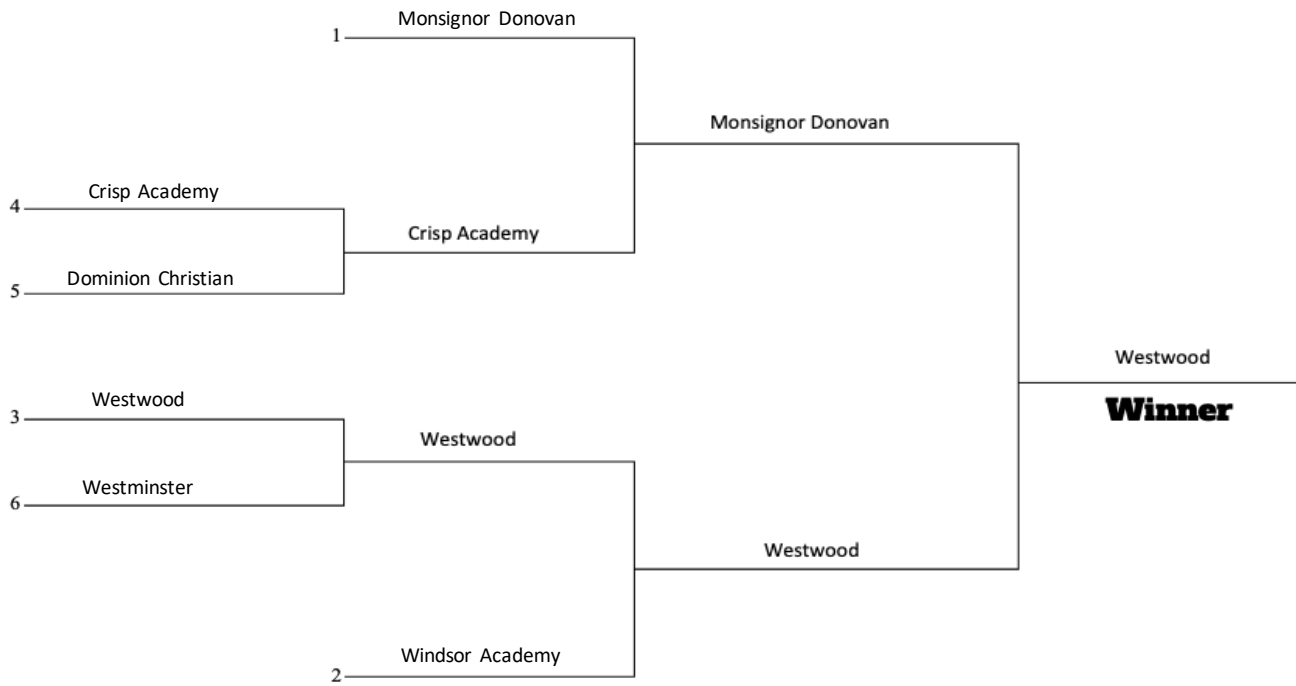 Monsignor Donovan
1
Monsignor Donovan
Crisp Academy
4
Crisp Academy
Dominion Christian
5
Westwood
Winner
Westwood
3
Westwood
Westminster
6
Westwood
Windsor Academy
2